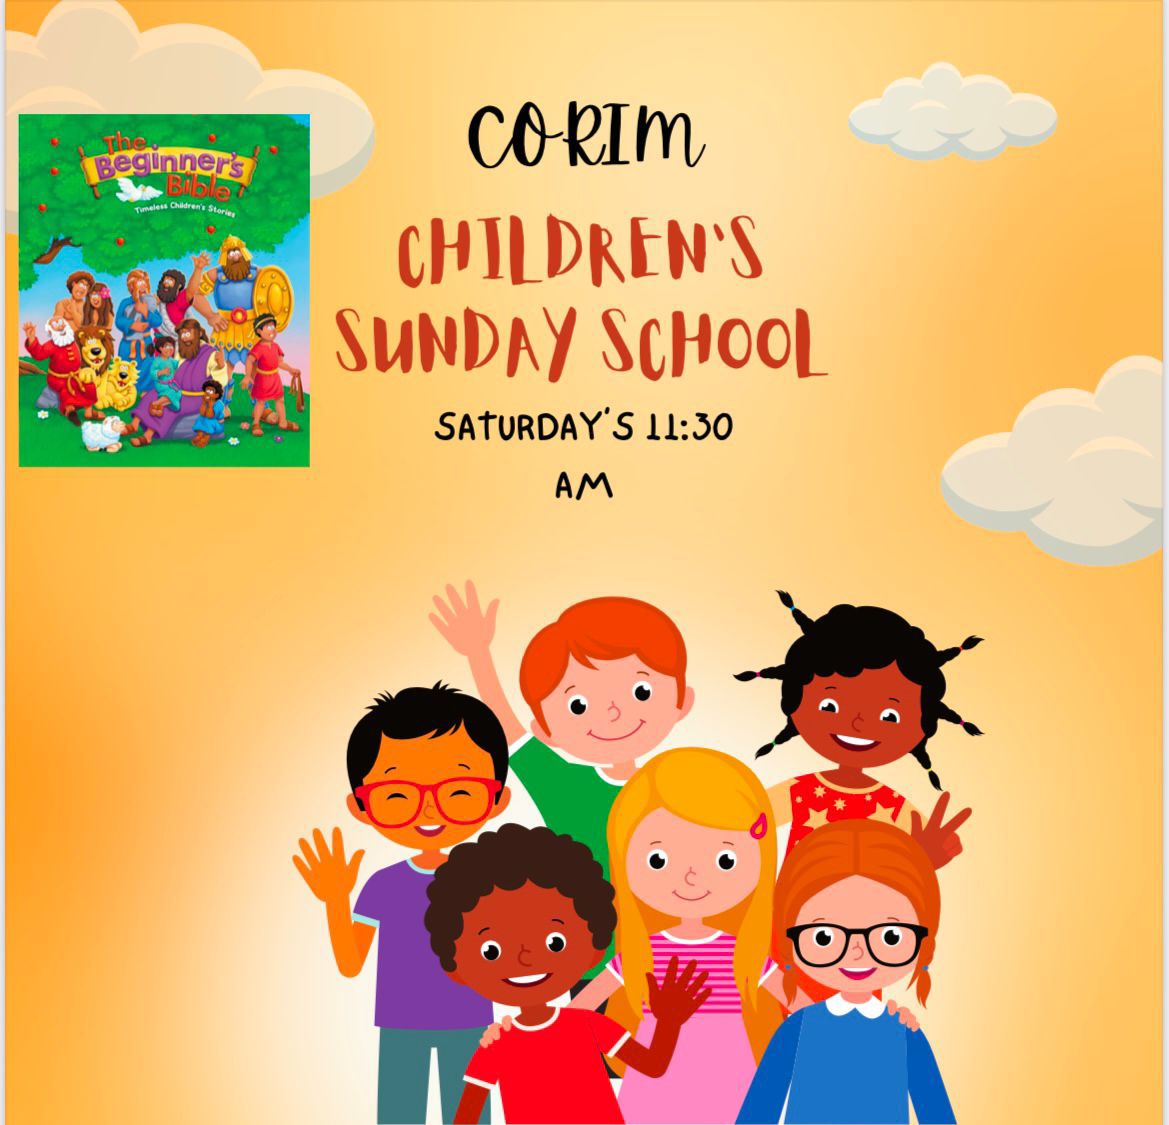 CORIM
The
Beginner's
Bible
Timeless Children's Stories
CHILDREN'S
SUNDAY SCHOOL
SATURDAY'S 11:30
AM